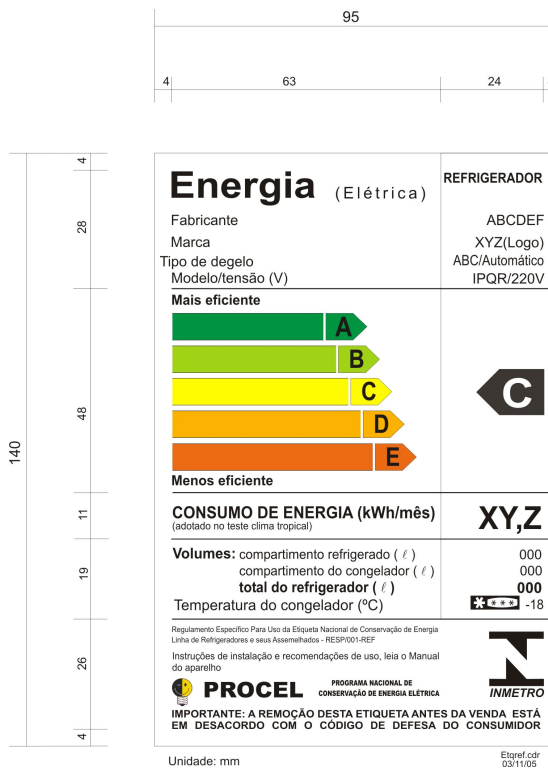 95
4 63 24
4
28
48
140
11
19
26
4
Energia (Elétrica) REFRIGERADOR
Fabricante ABCDEF
Marca XYZ(Logo)
Tipo de degelo ABC/Automático
Modelo/tensão (V) IPQR/220V
Mais eficiente
A
B
C C
D
E
Menos eficiente
CONSUMO DE ENERGIA (kWh/mês) XY,Z
(adotado no teste clima tropical)
Volumes: compartimento refrigerado ( ℓ ) 000
compartimento do congelador ( ℓ ) 000
total do refrigerador ( ℓ ) 000
Temperatura do congelador (ºC) -18
Regulamento Específico Para Uso da Etiqueta Nacional de Conservação de Energia
Linha de Refrigeradores e seus Assemelhados - RESP/001-REF
Instruções de instalação e recomendações de uso, leia o Manual
do aparelho
PROCEL
PROGRAMA NACIONAL DE
CONSERVAÇÃO DE ENERGIA ELÉTRICA
INMETRO
IMPORTANTE: A REMOÇÃO DESTA ETIQUETA ANTES DA VENDA ESTÁ
EM DESACORDO COM O CÓDIGO DE DEFESA DO CONSUMIDOR
Unidade: mm
Etqref.cdr
03/11/05